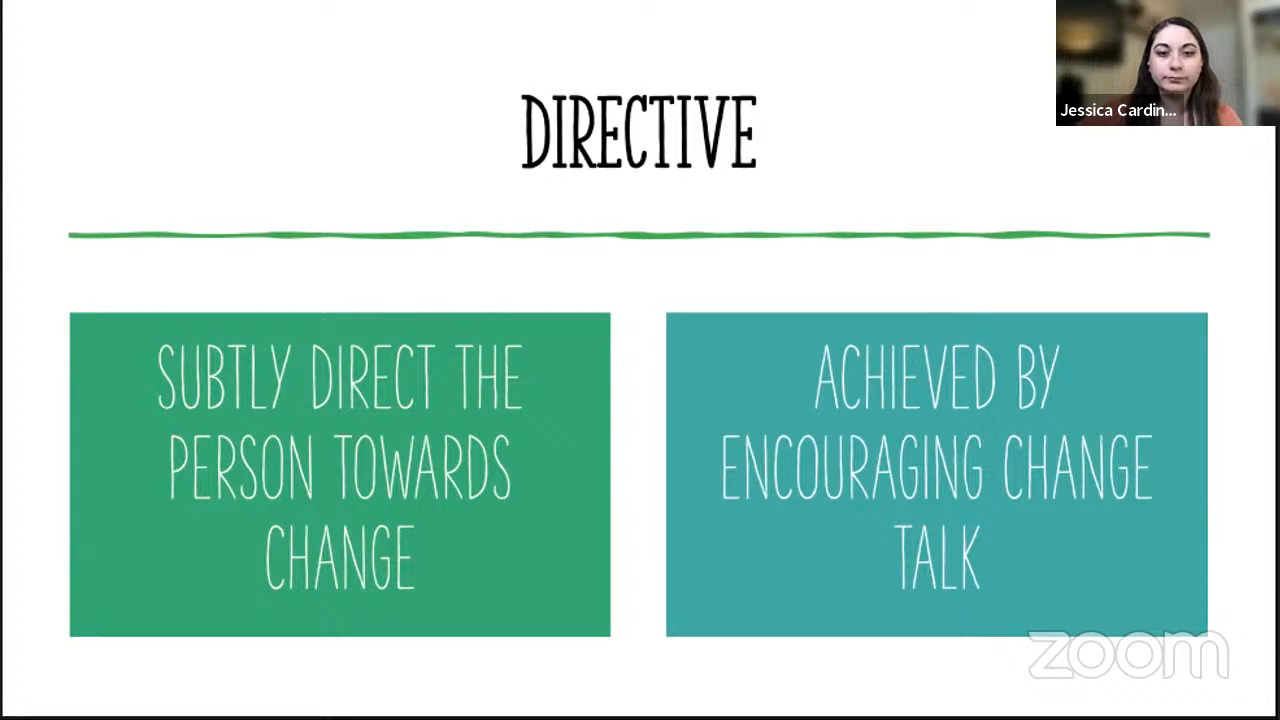 DIRECTIVE
Jessica Cardin...
SUBTLY DIRECT THE
PERSON TOWARDS
CHANGE
ACHIEVED BY
ENCOURAGING CHANGE
TALK
zoom